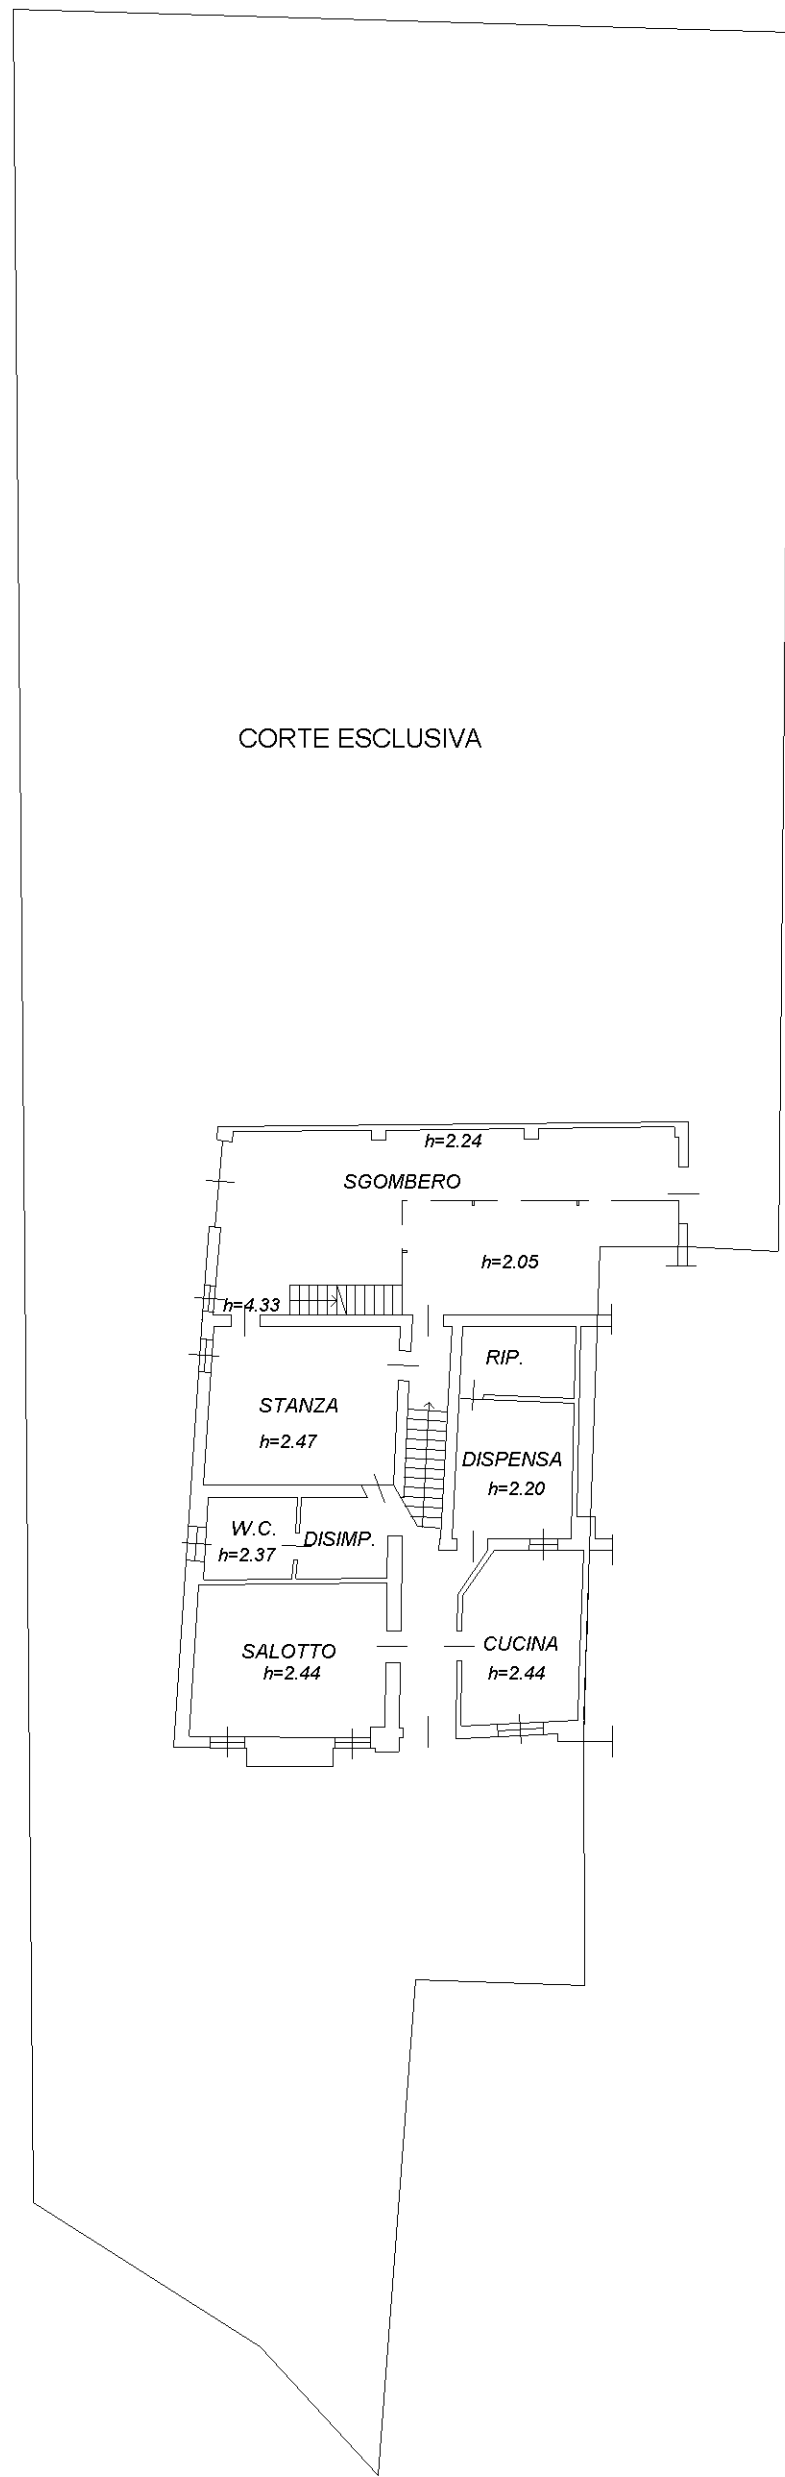 CORTE ESCLUSIVA
h=2.24
SGOMBERO
h=2.05
h=4.33
RIP.
STANZA
h=2.47
DISPENSA
h=2.20
W.C.
h=2.37
DISIMP.
SALOTTO
h=2.44
CUCINA
h=2.44